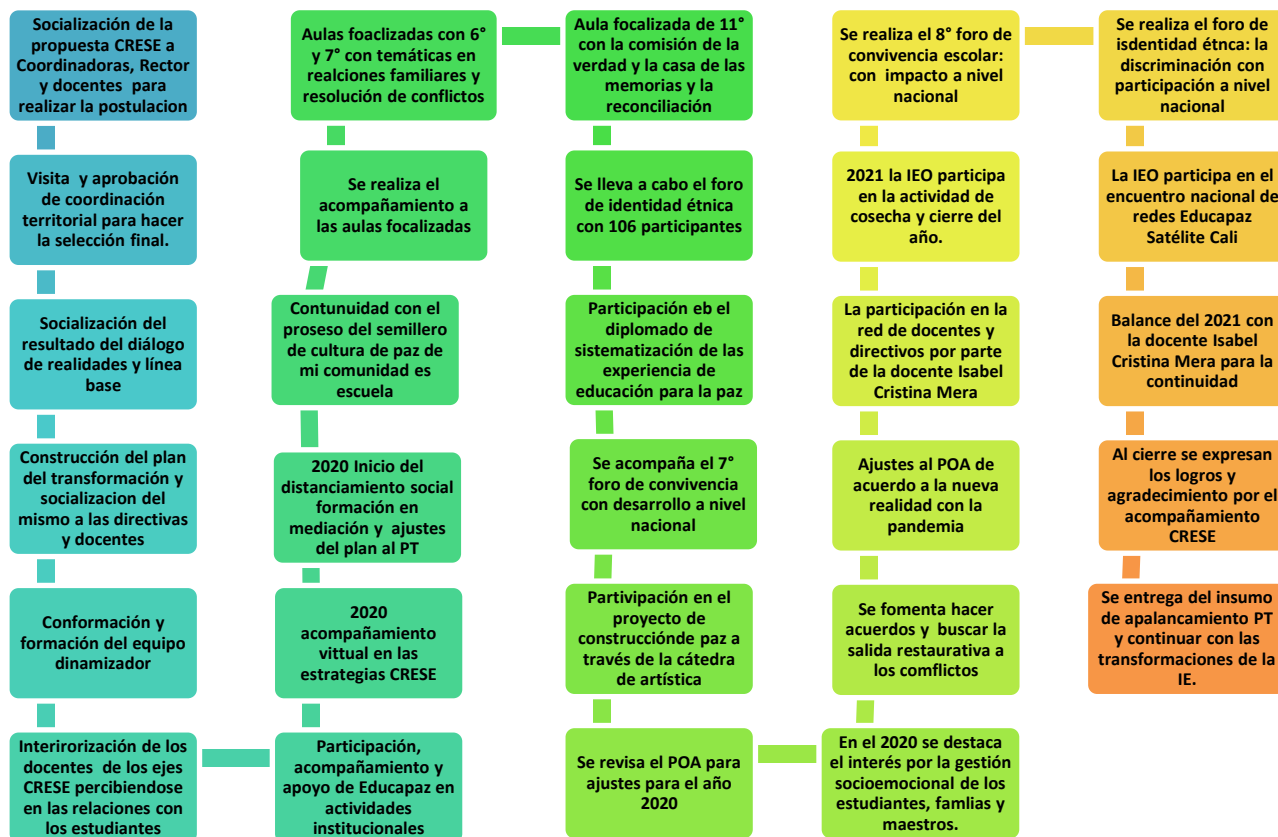 Socialización de la
propuesta CRESE a
Coordinadoras, Rector
y docentes para
realizar la postulacion
Visita y aprobación
de coordinación
territorial para hacer
la selección final.
Socialización del
resultado del diálogo
de realidades y línea
base
Construcción del plan
del transformación y
socializacion del
mismo a las directivas
y docentes
Conformación y
formación del equipo
dinamizador
Interirorización de los
docentes de los ejes
CRESE percibiendose
en las relaciones con
los estudiantes
Participación,
acompañamiento y
apoyo de Educapaz en
actividades
institucionales
2020
acompañamiento
vittual en las
estrategias CRESE
2020 Inicio del
distanciamiento social
formación en
mediación y ajustes
del plan al PT
Contunuidad con el
proseso del semillero
de cultura de paz de
mi comunidad es
escuela
Se realiza el
acompañamiento a
las aulas focalizadas
Aulas foaclizadas con 6°
y 7° con temáticas en
realciones familiares y
resolución de conflictos
Aula focalizada de 11°
con la comisión de la
verdad y la casa de las
memorias y la
reconciliación
Se lleva a cabo el foro
de identidad étnica
con 106 participantes
Participación eb el
diplomado de
sistematización de las
experiencia de
educación para la paz
Se acompaña el 7°
foro de convivencia
con desarrollo a nivel
nacional
Partivipación en el
proyecto de
construcciónde paz a
través de la cátedra
de artística
Se revisa el POA para
ajustes para el año
2020
En el 2020 se destaca
el interés por la gestión
socioemocional de los
estudiantes, famlias y
maestros.
Se fomenta hacer
acuerdos y buscar la
salida restaurativa a
los comflictos
Ajustes al POA de
acuerdo a la nueva
realidad con la
pandemia
La participación en la
red de docentes y
directivos por parte
de la docente Isabel
Cristina Mera
2021 la IEO participa
en la actividad de
cosecha y cierre del
año.
Se realiza el 8° foro de
convivencia escolar:
con impacto a nivel
nacional
Se realiza el foro de
isdentidad étnca: la
discriminación con
participación a nivel
nacional
La IEO participa en el
encuentro nacional de
redes Educapaz
Satélite Cali
Balance del 2021 con
la docente Isabel
Cristina Mera para la
continuidad
Al cierre se expresan
los logros y
agradecimiento por el
acompañamiento
CRESE
Se entrega del insumo
de apalancamiento PT
y continuar con las
transformaciones de la
IE.